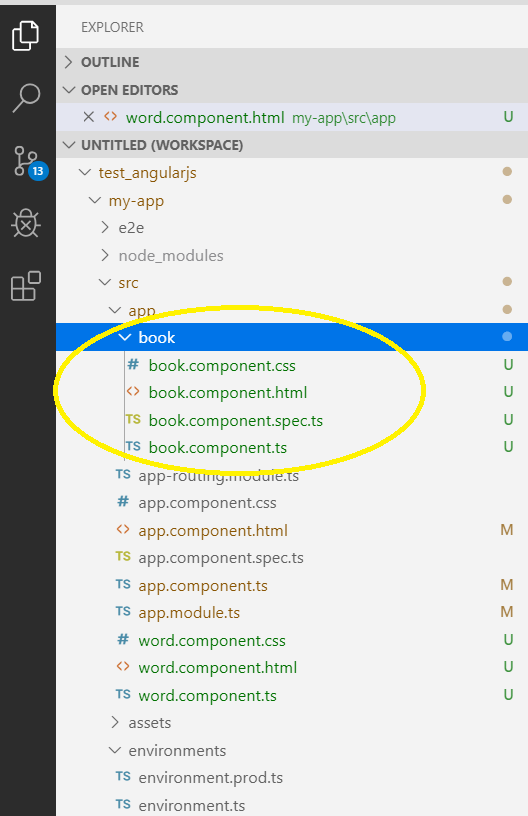 EXPLORER
OUTLINE
OPEN EDITORS
word.component.html my-app\src\app U
UNTITLED (WORKSPACE)
13
test_angularjs
my-app
e2e
node_modules
src
app
book
# book.component.css U
<> book.component.html U
TS book.component.spec.ts U
TS book.component.ts U
TS app-routing.module.ts
# app.component.css
<> app.component.html M
TS app.component.spec.ts
TS app.component.ts M
TS app.module.ts M
# word.component.css U
<> word.component.html U
TS word.component.ts U
assets
environments
TS environment.prod.ts
TS environment.ts